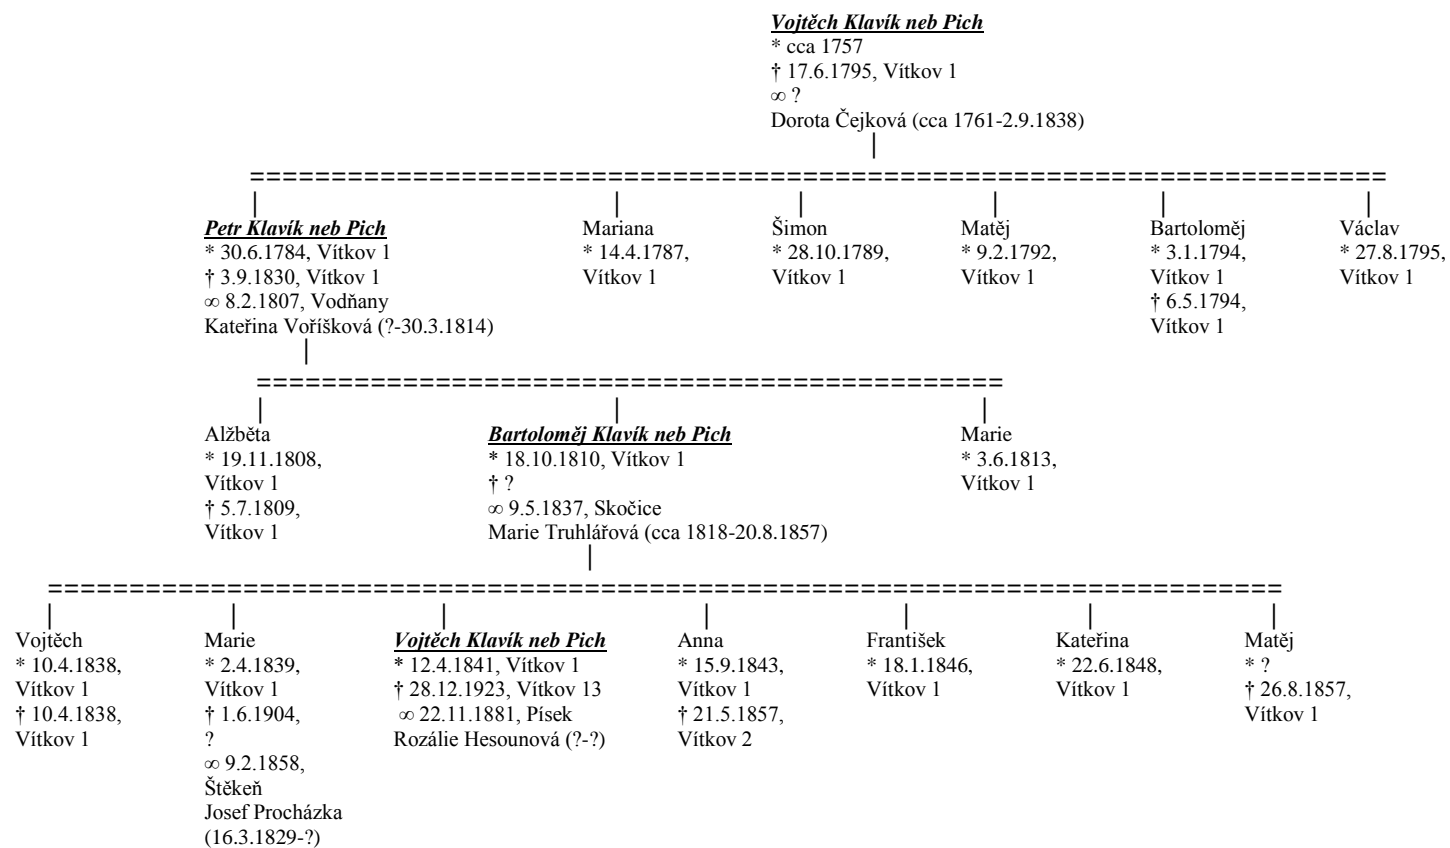 Vojtěch Klavík neb Pich
* cca 1757
† 17.6.1795, Vítkov 1
∞ ?
Dorota Čejková (cca 1761-2.9.1838)
|
======================================================================
| | | | | |
Petr Klavík neb Pich
* 30.6.1784, Vítkov 1
† 3.9.1830, Vítkov 1
∞ 8.2.1807, Vodňany
Kateřina Voříšková (?-30.3.1814)
Mariana
* 14.4.1787,
Vítkov 1
Šimon
* 28.10.1789,
Vítkov 1
Matěj
* 9.2.1792,
Vítkov 1
Bartoloměj
* 3.1.1794,
Vítkov 1
† 6.5.1794,
Vítkov 1
Václav
* 27.8.1795,
Vítkov 1
|
==============================================
| | |
Alžběta
* 19.11.1808,
Vítkov 1
† 5.7.1809,
Vítkov 1
Bartoloměj Klavík neb Pich
* 18.10.1810, Vítkov 1
† ?
∞ 9.5.1837, Skočice
Marie Truhlářová (cca 1818-20.8.1857)
Marie
* 3.6.1813,
Vítkov 1
|
============================================================================
| | | | | | |
Vojtěch
* 10.4.1838,
Vítkov 1
† 10.4.1838,
Vítkov 1
Marie
* 2.4.1839,
Vítkov 1
† 1.6.1904,
?
∞ 9.2.1858,
Štěkeň
Josef Procházka
(16.3.1829-?)
Vojtěch Klavík neb Pich
* 12.4.1841, Vítkov 1
† 28.12.1923, Vítkov 13
∞ 22.11.1881, Písek
Rozálie Hesounová (?-?)
Anna
* 15.9.1843,
Vítkov 1
† 21.5.1857,
Vítkov 2
František
* 18.1.1846,
Vítkov 1
Kateřina
* 22.6.1848,
Vítkov 1
Matěj
* ?
† 26.8.1857,
Vítkov 1